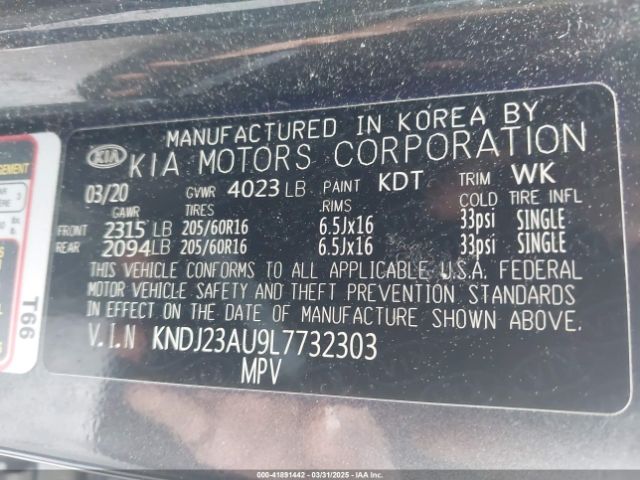 MANUFACTURED IN KOREA BY
KIA KIA MOTORS CORPORATION
03/20 GVWR 4023 LB PAINT KDT TRIM WK
GAWR TIRES .RIMS COLD TIRE INFL
FRONT 2315 LB 205/60R16 6.5Jx16 33psi SINGLE
REAR 2094LB 205/60R16 6.5Jx16 33psi SINGLE
THIS VEHICLE CONFORMS TO ALL APPLICABLE U.S.A. FEDERAL
MOTOR VEHICLE SAFETY AND THEFT PREVENTION STANDARDS
IN EFFECT ON THE DATE OF MANUFACTURE SHOWN ABOVE.
V.I.N KNDJ23AU9L7732303
MPV
T66
000-41891442 - 03/31/2025 - IAA Inc.